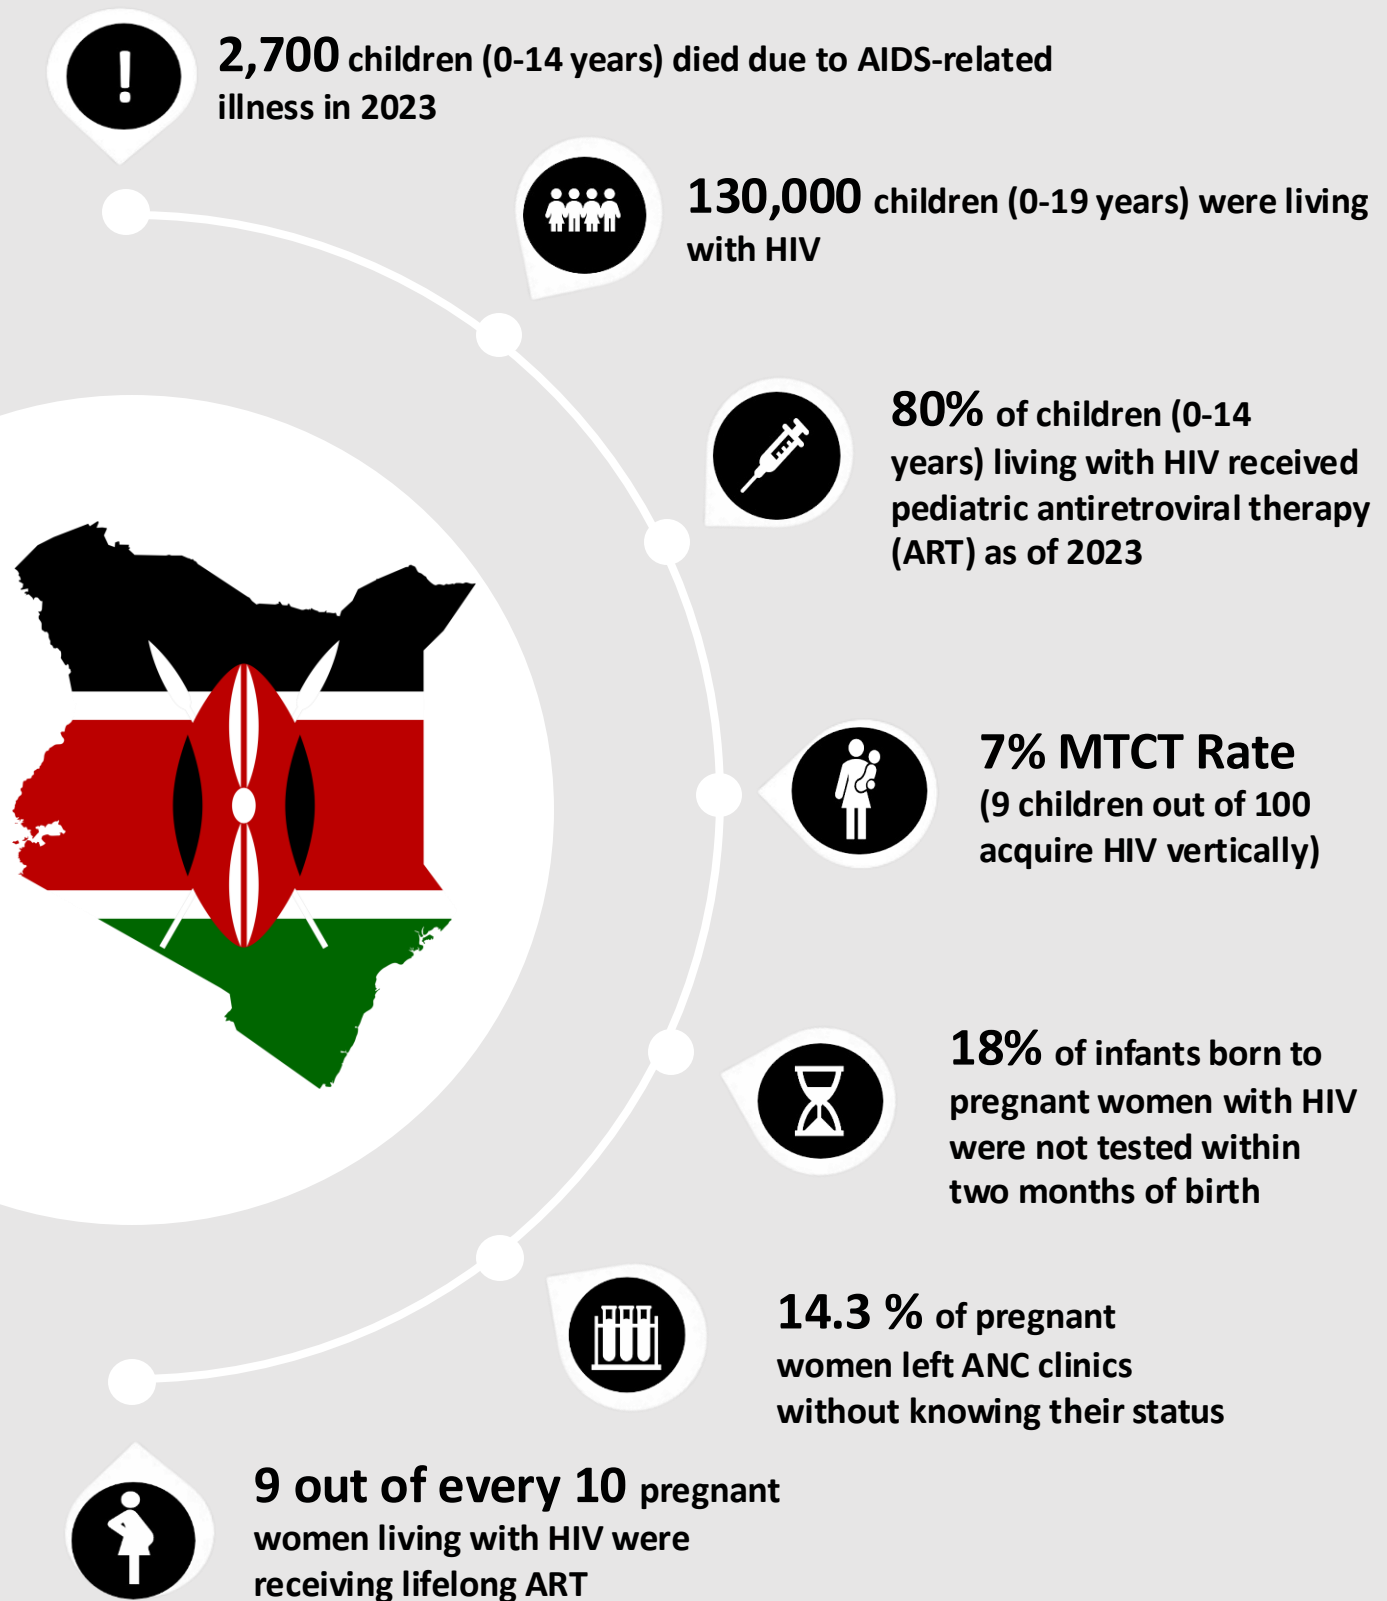 2,700 children (0-14 years) died due to AIDS-related
illness in 2023
130,000 children (0-19 years) were living
with HIV
80% of children (0-14
years) living with HIV received
pediatric antiretroviral therapy
(ART) as of 2023
7% MTCT Rate
(9 children out of 100
acquire HIV vertically)
18% of infants born to
pregnant women with HIV
were not tested within
two months of birth
14.3 % of pregnant
women left ANC clinics
without knowing their status
9 out of every 10 pregnant
women living with HIV were
receiving lifelong ART